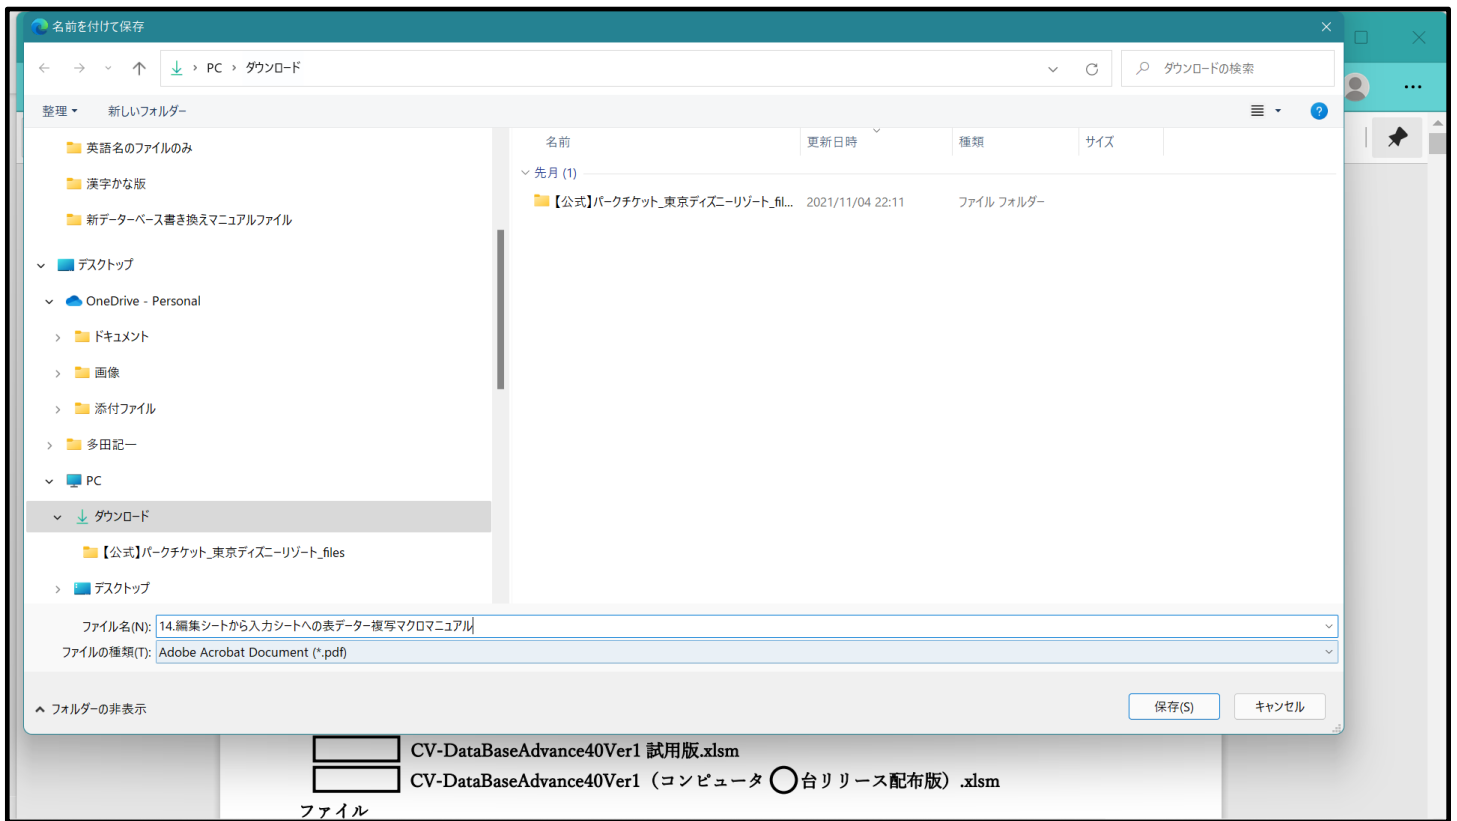 名前を付けて保存
PC › ダウンロード
ダウンロードの検索
整理 新しいフォルダー
英語名のファイルのみ
漢字かな版
新データーベース書き換えマニュアルファイル
デスクトップ
OneDrive - Personal
ドキュメント
画像
添付ファイル
多田記一
PC
ダウンロード
【公式】パークチケット_東京ディズニーリゾート_files
デスクトップ
名前 更新日時 種類 サイズ
先月 (1)
【公式】パークチケット_東京ディズニーリゾート_fil... 2021/11/04 22:11 ファイル フォルダー
ファイル名(N): 14.編集シートから入力シートへの表データー複写マクロマニュアル
ファイルの種類(T): Adobe Acrobat Document (*.pdf)
フォルダーの非表示
保存(S) キャンセル
CV-DataBaseAdvance40Ver1 試用版.xlsm
CV-DataBaseAdvance40Ver1（コンピュータ◯台リリース配布版）.xlsm
ファイル